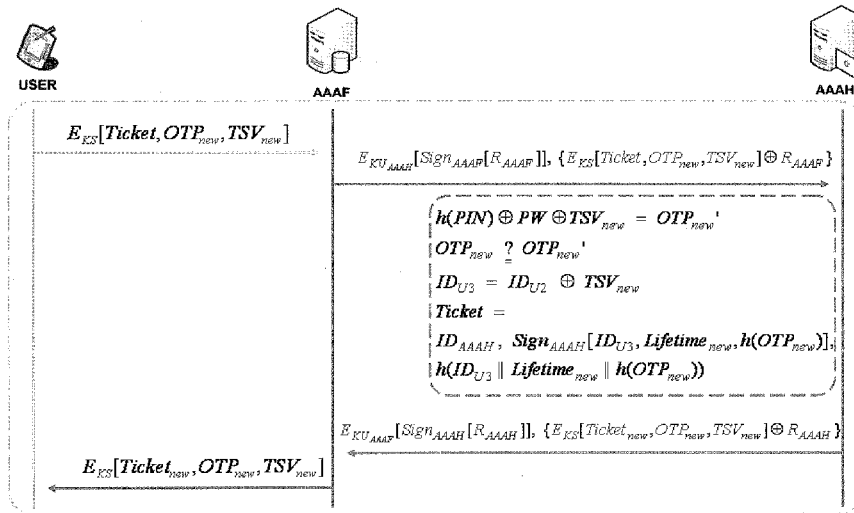 USER
AAAF
AAAH
E_KS[Ticket, OTP_new, TSV_new]
E_KU_AAAH[Sign_AAAF[R_AAAF]], {E_KS[Ticket, OTP_new, TSV_new] ⊕ R_AAAF}
h(PIN) ⊕ PW ⊕ TSV_new = OTP_new'
OTP_new ≟ OTP_new'
ID_U3 = ID_U2 ⊕ TSV_new
Ticket =
ID_AAAH, Sign_AAAH[ID_U3, Lifetime_new, h(OTP_new)],
h(ID_U3 || Lifetime_new || h(OTP_new))
E_KU_AAAF[Sign_AAAH[R_AAAH]], {E_KS[Ticket_new, OTP_new, TSV_new] ⊕ R_AAAH}
E_KS[Ticket_new, OTP_new, TSV_new]